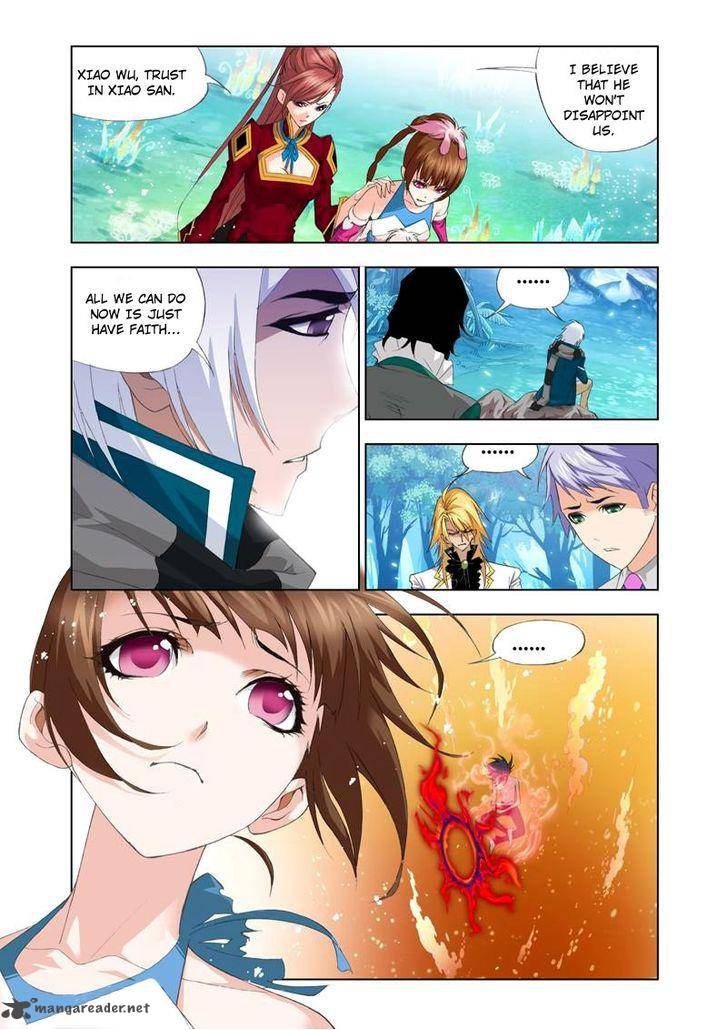 XIAO WU, TRUST
IN XIAO SAN.
I BELIEVE
THAT HE
WON'T
DISAPPOINT
US.
ALL WE CAN DO
NOW IS JUST
HAVE FAITH...
......
......
......
mangareader.net